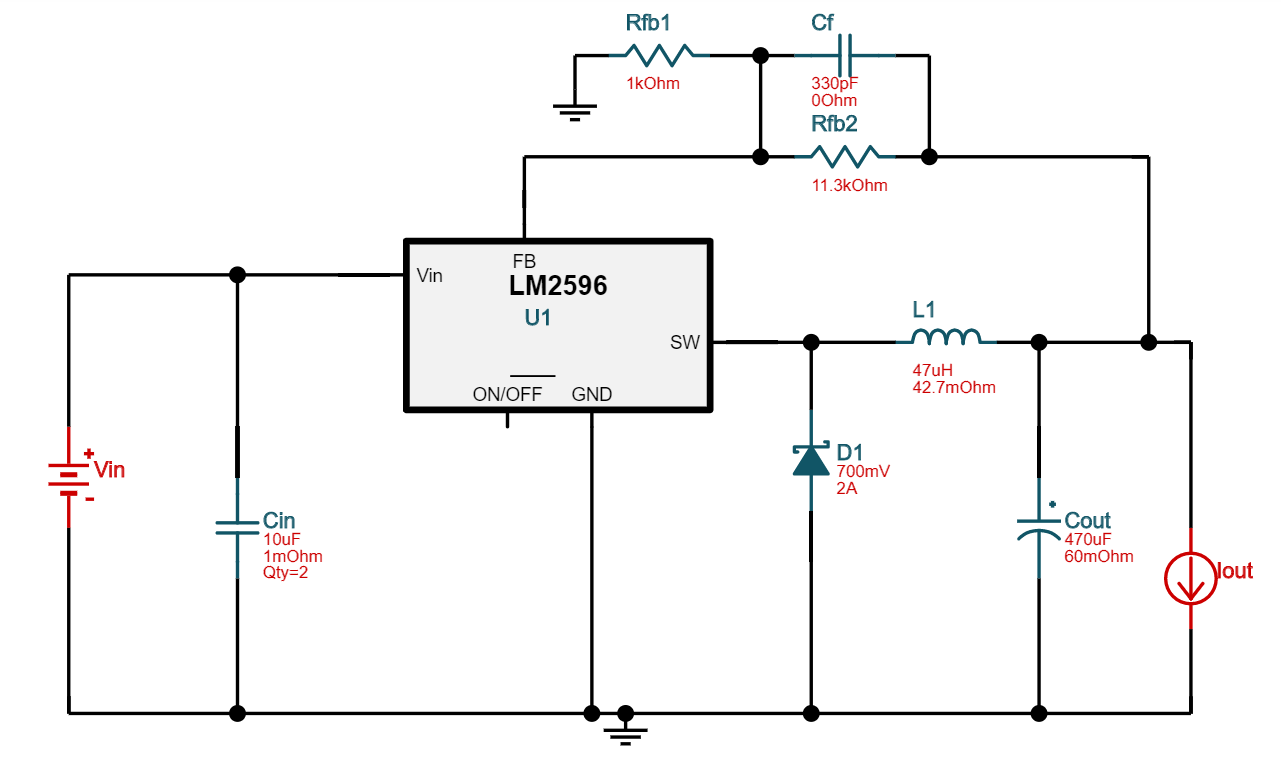 Rfb1
1kOhm
Cf
330pF
0Ohm
Rfb2
11.3kOhm
Vin
FB
LM2596
U1
SW
ON/OFF
GND
L1
47uH
42.7mOhm
+
Vin
-
Cin
10uF
1mOhm
Qty=2
D1
700mV
2A
Cout
470uF
60mOhm
Iout